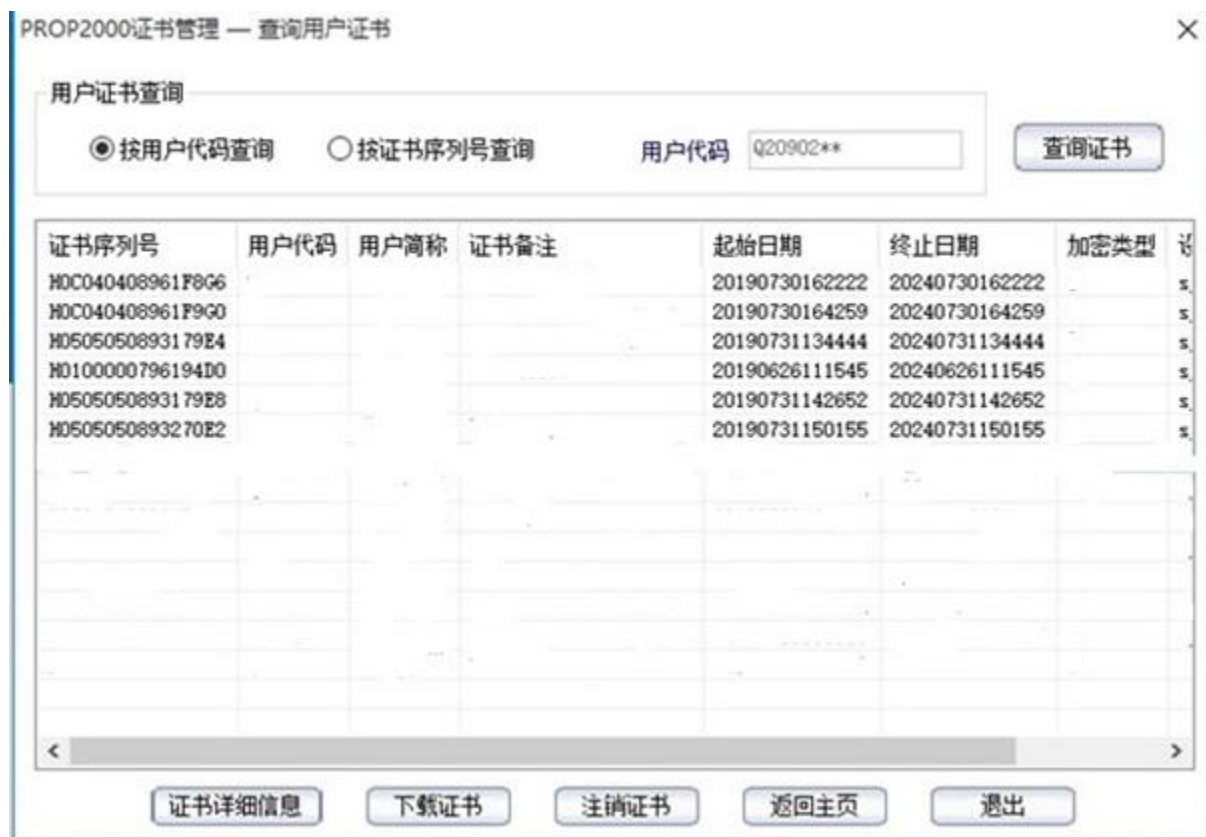 PROP2000证书管理 — 查询用户证书
用户证书查询
按用户代码查询 按证书序列号查询 用户代码 Q20902** 查询证书
证书序列号 用户代码 用户简称 证书备注 起始日期 终止日期 加密类型
H0C040408961F8G6 20190730162222 20240730162222 s_
H0C040408961F9G0 20190730164259 20240730164259 s_
H0505050893179E4 20190731134444 20240731134444 s_
H0100000796194D0 20190626111545 20240626111545 s_
H0505050893179E8 20190731142652 20240731142652 s_
H0505050893270E2 20190731150155 20240731150155 s_
证书详细信息 下载证书 注销证书 返回主页 退出